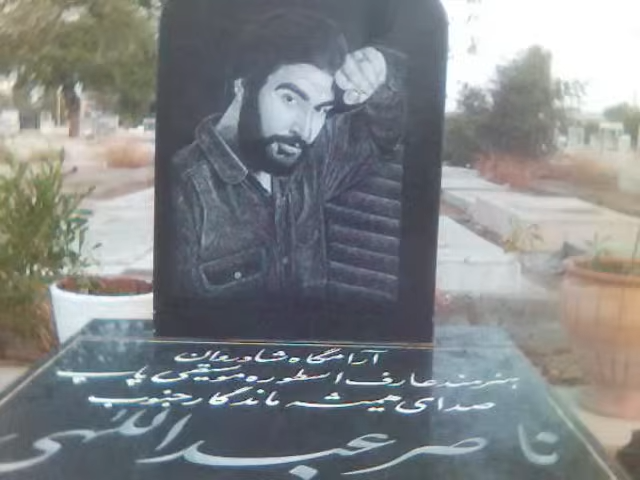 آرامگاه شادروان
هنرمند عارف اسطوره موسیقی پاپ
صدای همیشه ماندگار جنوب
ناصر عبداللهی